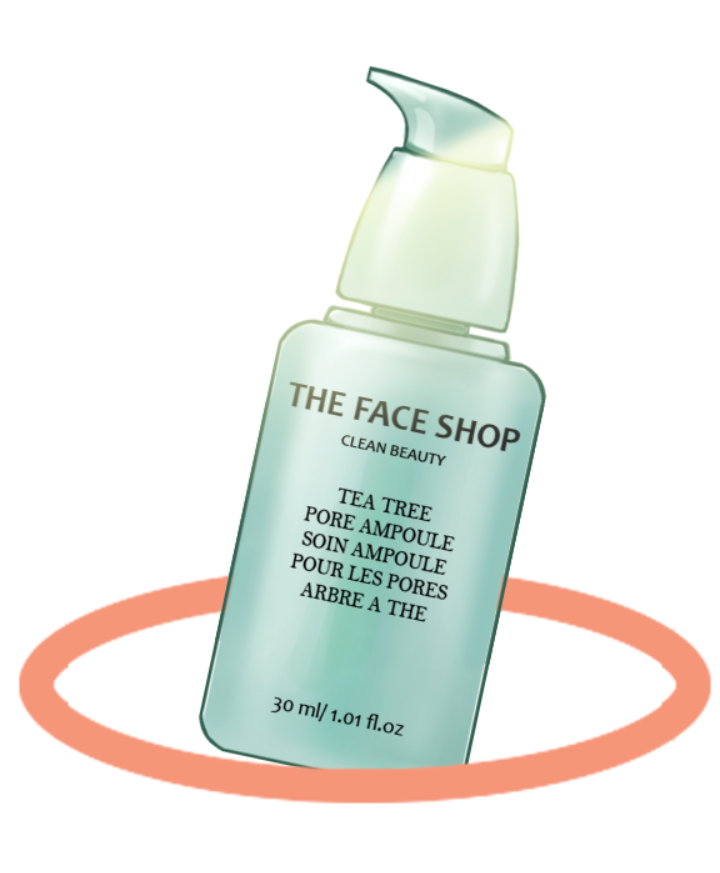 THE FACE SHOP
CLEAN BEAUTY
TEA TREE
PORE AMPOULE
SOIN AMPOULE
POUR LES PORES
ARBRE A THE
30 ml/ 1.01 fl.oz